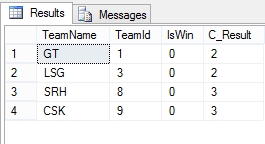 Results Messages
TeamName TeamId IsWin C_Result
1 GT 1 0 2
2 LSG 3 0 2
3 SRH 8 0 3
4 CSK 9 0 3